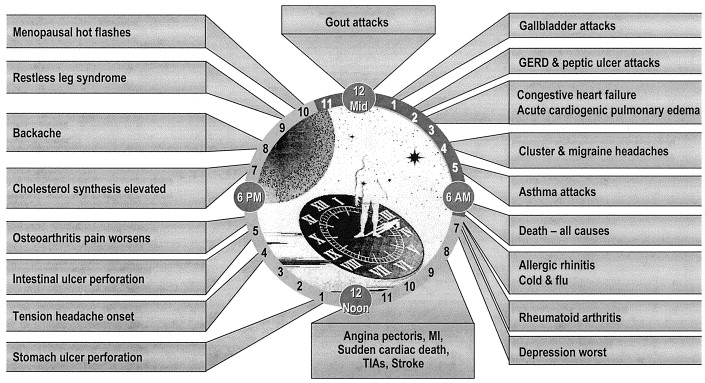 Gout attacks
Menopausal hot flashes
Restless leg syndrome
Backache
Cholesterol synthesis elevated
Osteoarthritis pain worsens
Intestinal ulcer perforation
Tension headache onset
Stomach ulcer perforation
Gallbladder attacks
GERD & peptic ulcer attacks
Congestive heart failure
Acute cardiogenic pulmonary edema
Cluster & migraine headaches
Asthma attacks
Death – all causes
Allergic rhinitis
Cold & flu
Rheumatoid arthritis
Depression worst
Angina pectoris, MI,
Sudden cardiac death,
TIAs, Stroke
12
Mid
1
2
3
4
5
6 AM
7
8
9
10
11
12
Noon
1
2
3
4
5
6 PM
7
8
9
10
11